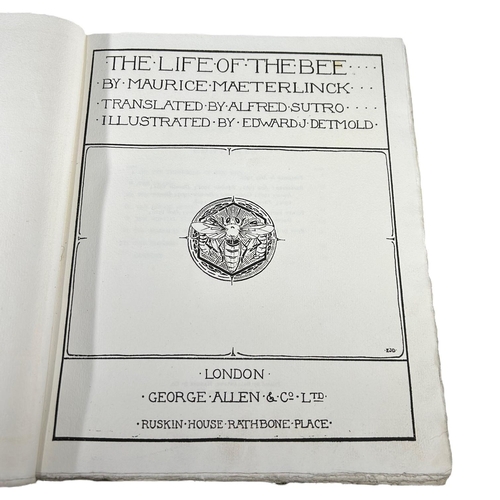 THE·LIFE·OF·THE·BEE····
·BY·MAURICE·MAETERLINCK···
·TRANSLATED·BY·ALFRED·SUTRO····
·ILLUSTRATED·BY·EDWARD·J·DETMOLD·
·EJD·
·LONDON·
·GEORGE·ALLEN·&·Cº·LTD·
·RUSKIN·HOUSE·RATHBONE·PLACE·